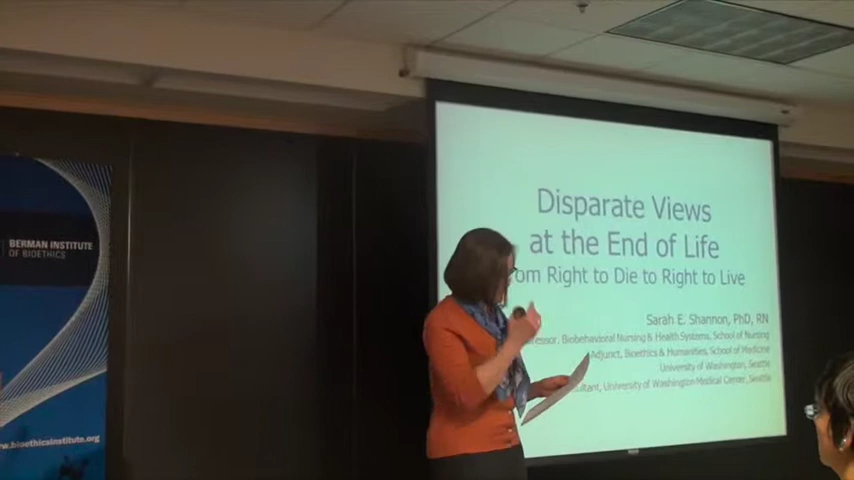 BERMAN INSTITUTE
OF BIOETHICS
www.bioethicsinstitute.org
Disparate Views
at the End of Life
om Right to Die to Right to Live
Sarah E. Shannon, PhD, RN
Biobehavioral Nursing & Health Systems, School of Nursing
Adjunct, Bioethics & Humanities, School of Medicine
University of Washington, Seattle
University of Washington Medical Center, Seattle